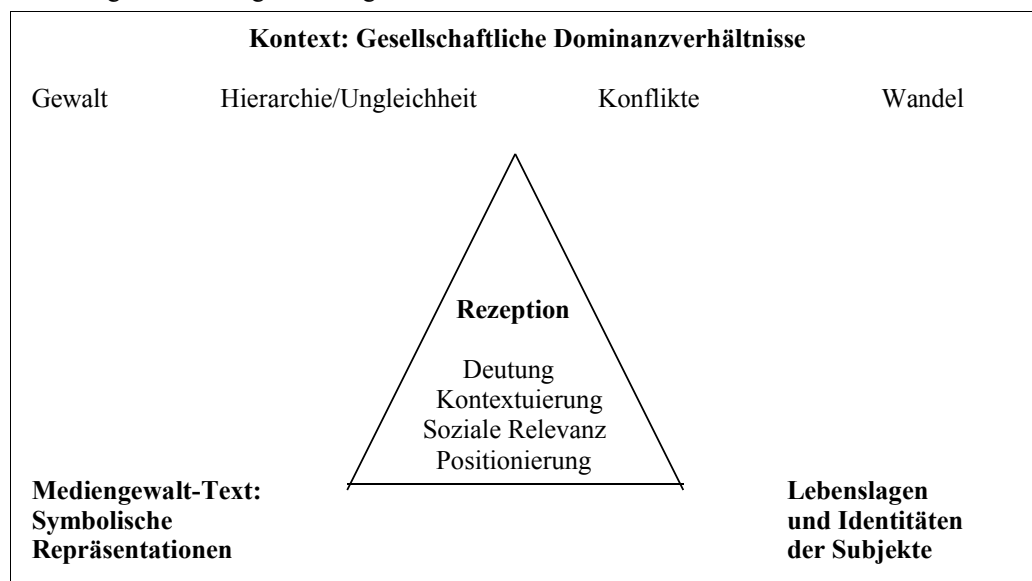 Kontext: Gesellschaftliche Dominanzverhältnisse
Gewalt Hierarchie/Ungleichheit Konflikte Wandel
Rezeption
Deutung
Kontextuierung
Soziale Relevanz
Positionierung
Mediengewalt-Text:
Symbolische
Repräsentationen
Lebenslagen
und Identitäten
der Subjekte